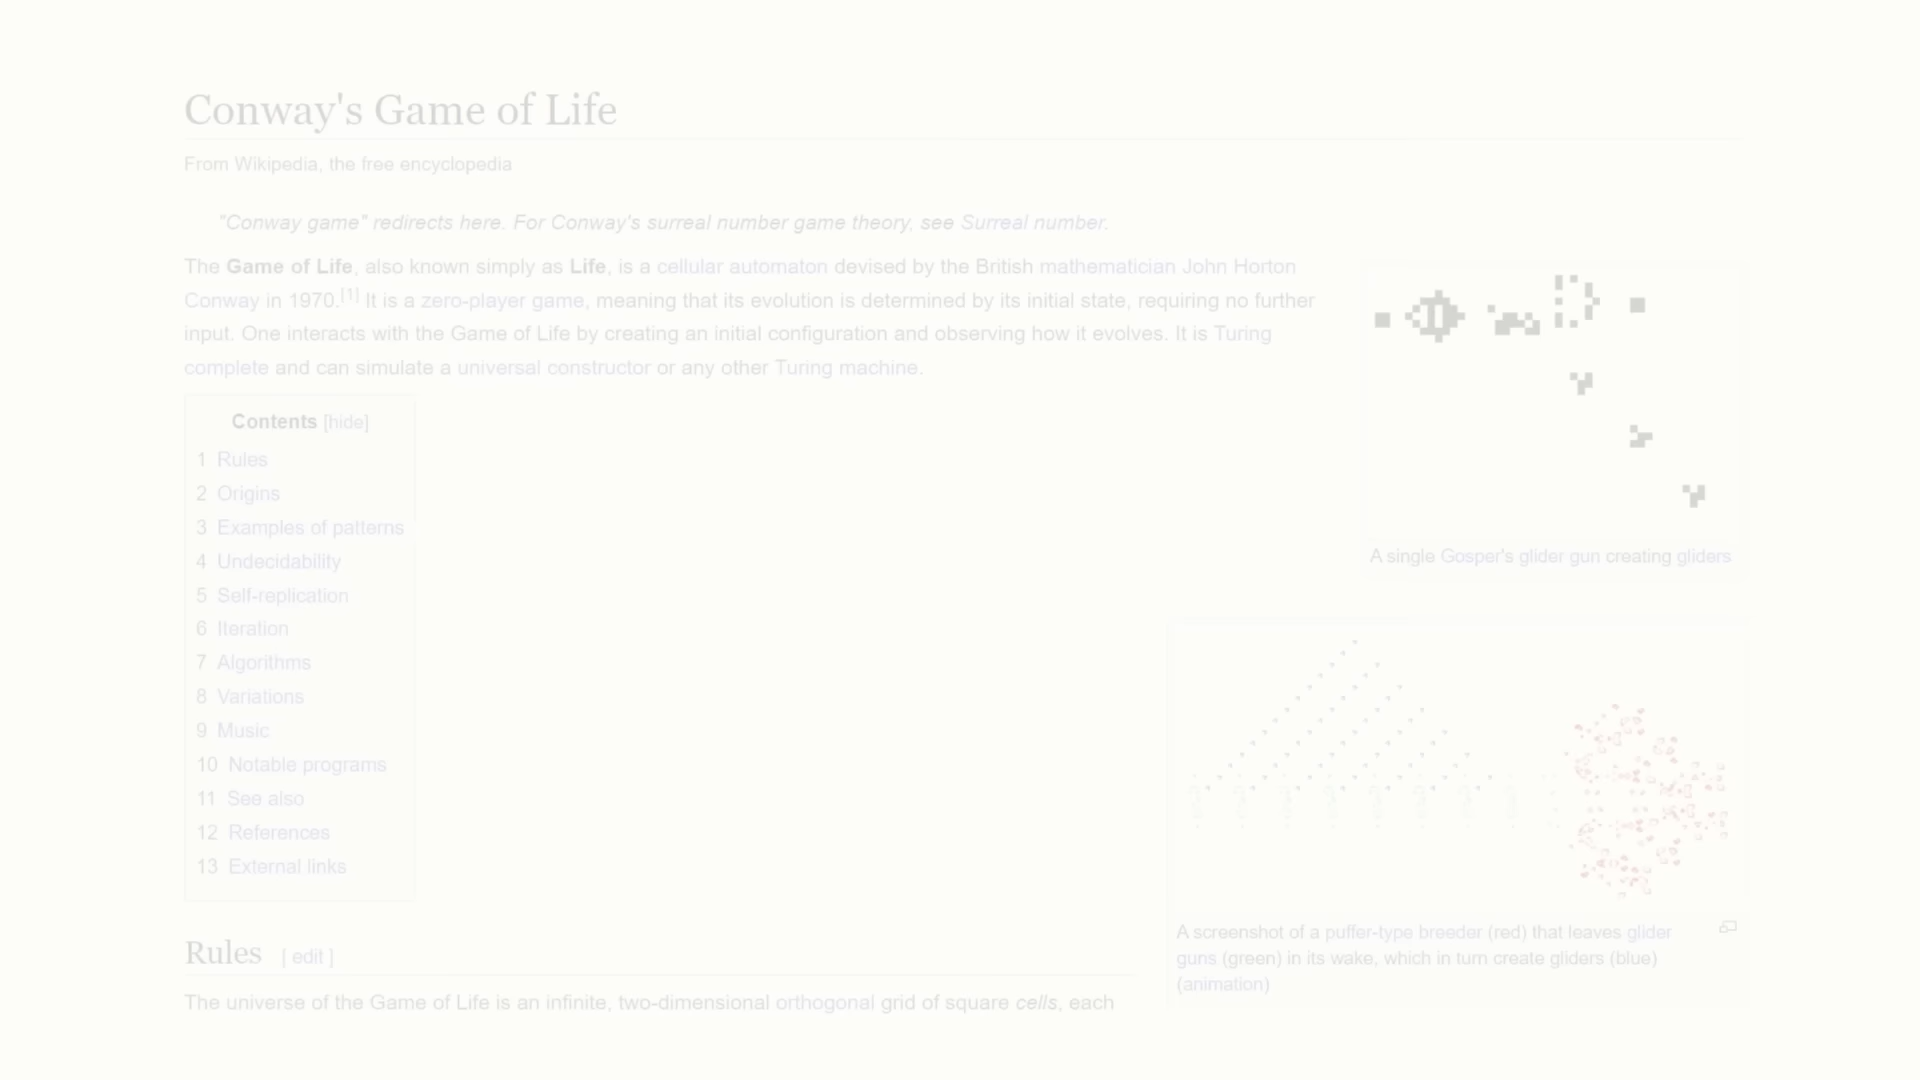 Conway's Game of Life
From Wikipedia, the free encyclopedia
"Conway game" redirects here. For Conway's surreal number game theory, see Surreal number.
The Game of Life, also known simply as Life, is a cellular automaton devised by the British mathematician John Horton
Conway in 1970.[1] It is a zero-player game, meaning that its evolution is determined by its initial state, requiring no further
input. One interacts with the Game of Life by creating an initial configuration and observing how it evolves. It is Turing
complete and can simulate a universal constructor or any other Turing machine.
Contents [hide]
1 Rules
2 Origins
3 Examples of patterns
4 Undecidability
5 Self-replication
6 Iteration
7 Algorithms
8 Variations
9 Music
10 Notable programs
11 See also
12 References
13 External links
A single Gosper's glider gun creating gliders
A screenshot of a puffer-type breeder (red) that leaves glider
guns (green) in its wake, which in turn create gliders (blue)
(animation)
Rules [ edit ]
The universe of the Game of Life is an infinite, two-dimensional orthogonal grid of square cells, each